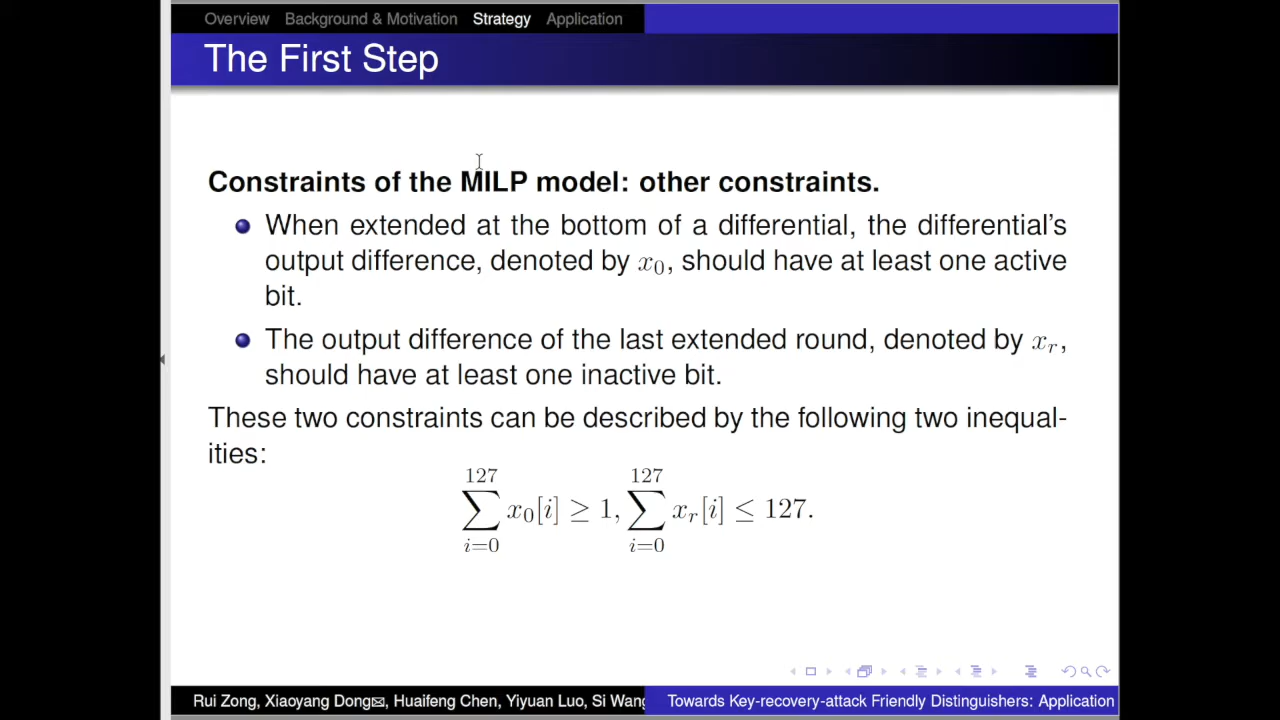 Overview Background & Motivation Strategy Application
The First Step
Constraints of the MILP model: other constraints.
When extended at the bottom of a differential, the differential's
output difference, denoted by x₀, should have at least one active
bit.
The output difference of the last extended round, denoted by xᵣ,
should have at least one inactive bit.
These two constraints can be described by the following two inequal-
ities:
∑_{i=0}^{127} x₀[i] ≥ 1, ∑_{i=0}^{127} xᵣ[i] ≤ 127.
Rui Zong, Xiaoyang Dong✉, Huaifeng Chen, Yiyuan Luo, Si Wang Towards Key-recovery-attack Friendly Distinguishers: Application